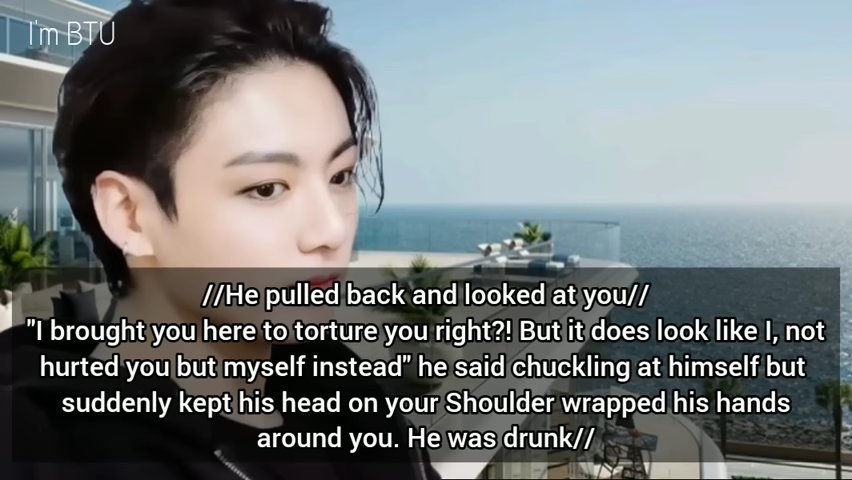 I'm BTU
//He pulled back and looked at you//
"I brought you here to torture you right?! But it does look like I, not
hurted you but myself instead" he said chuckling at himself but
suddenly kept his head on your Shoulder wrapped his hands
around you. He was drunk//